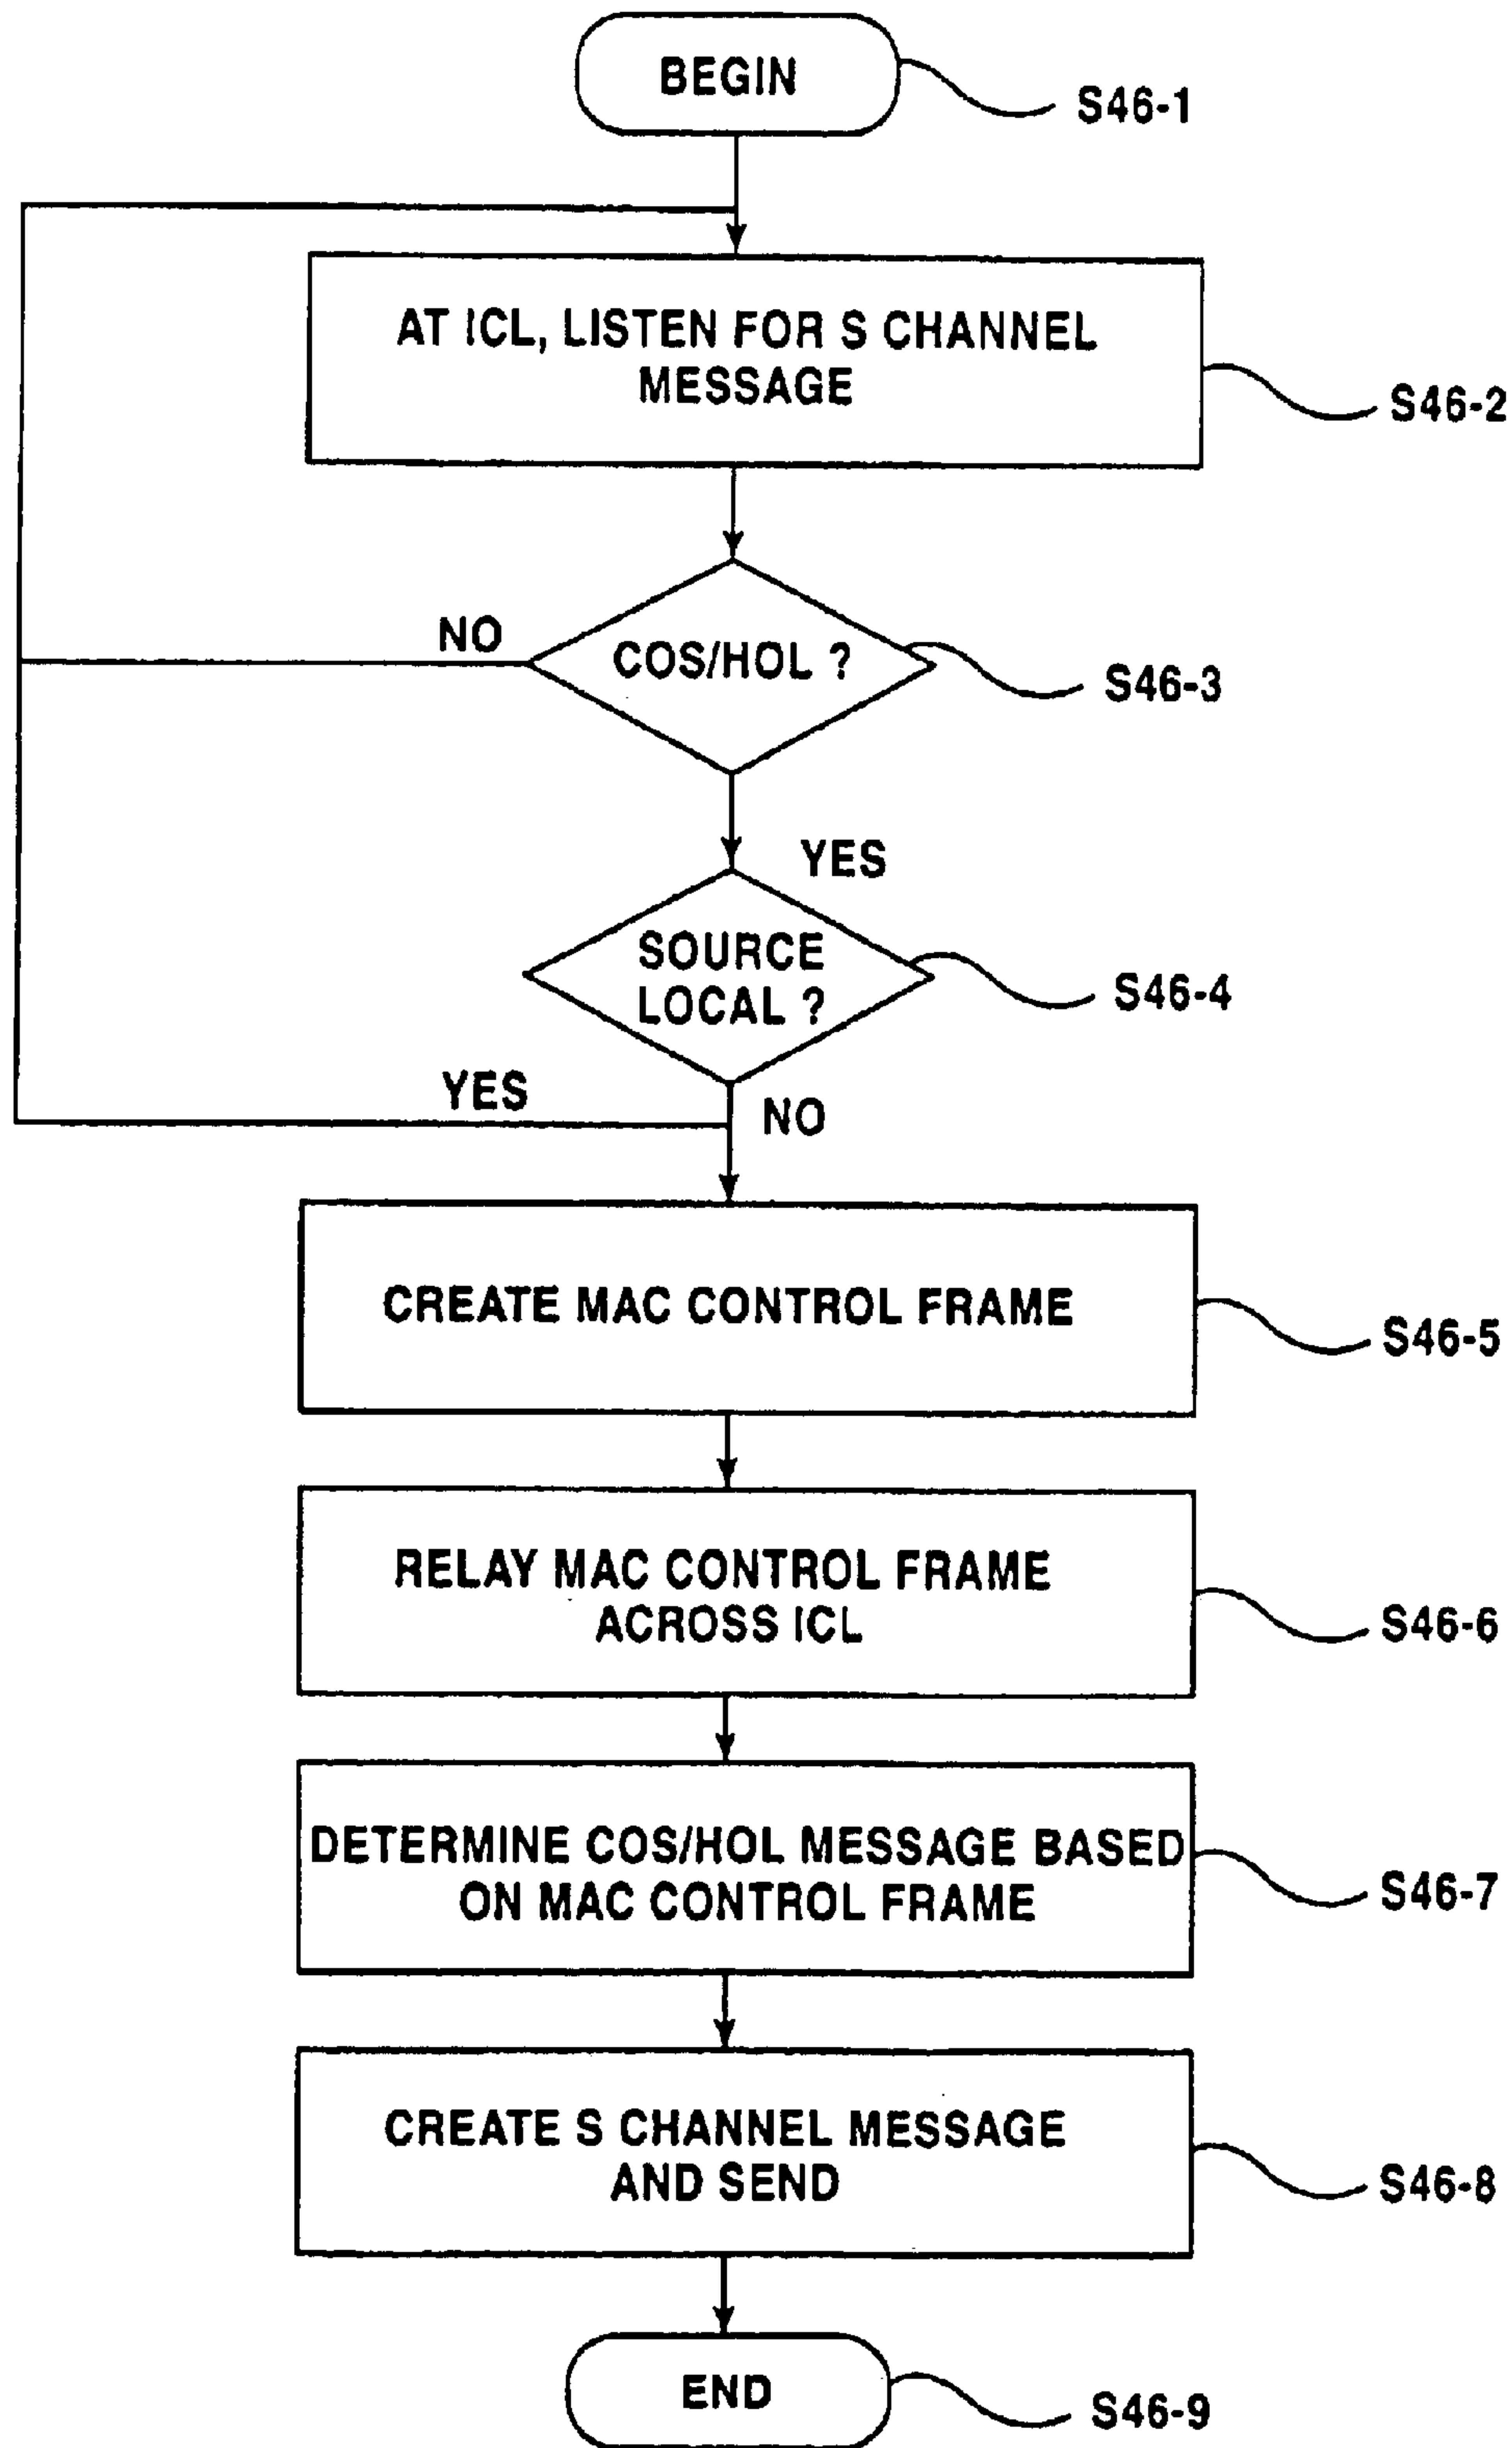 BEGIN
S46-1
AT ICL, LISTEN FOR S CHANNEL
MESSAGE
S46-2
NO
COS/HOL ?
S46-3
YES
SOURCE
LOCAL ?
S46-4
YES
NO
CREATE MAC CONTROL FRAME
S46-5
RELAY MAC CONTROL FRAME
ACROSS ICL
S46-6
DETERMINE COS/HOL MESSAGE BASED
ON MAC CONTROL FRAME
S46-7
CREATE S CHANNEL MESSAGE
AND SEND
S46-8
END
S46-9